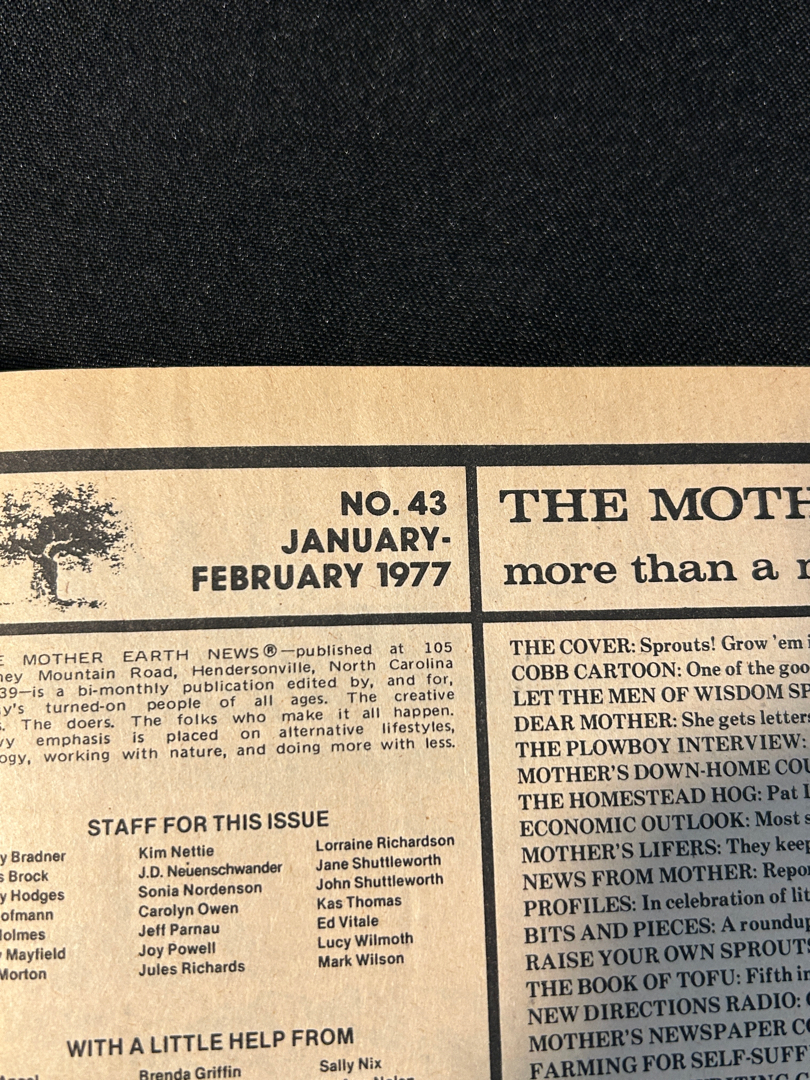 NO. 43
JANUARY-
FEBRUARY 1977
MOTHER EARTH NEWS®—published at 105
Mountain Road, Hendersonville, North Carolina
is a bi-monthly publication edited by, and for,
turned-on people of all ages. The creative
The doers. The folks who make it all happen.
emphasis is placed on alternative lifestyles,
working with nature, and doing more with less.
STAFF FOR THIS ISSUE
Bradner
Brock
Hodges
Mayfield
Morton
Kim Nettie
J.D. Neuenschwander
Sonia Nordenson
Carolyn Owen
Jeff Parnau
Joy Powell
Jules Richards
Lorraine Richardson
Jane Shuttleworth
John Shuttleworth
Kas Thomas
Ed Vitale
Lucy Wilmoth
Mark Wilson
WITH A LITTLE HELP FROM
Brenda Griffin
Sally Nix
THE MOTH
more than a
THE COVER: Sprouts! Grow 'em
COBB CARTOON: One of the goo
LET THE MEN OF WISDOM SP
DEAR MOTHER: She gets letters
THE PLOWBOY INTERVIEW:
MOTHER'S DOWN-HOME COU
THE HOMESTEAD HOG: Pat
ECONOMIC OUTLOOK: Most
MOTHER'S LIFERS: They keep
NEWS FROM MOTHER: Repor
PROFILES: In celebration of lit
BITS AND PIECES: A roundup
RAISE YOUR OWN SPROUTS
THE BOOK OF TOFU: Fifth in
NEW DIRECTIONS RADIO:
MOTHER'S NEWSPAPER CO
FARMING FOR SELF-SUFF